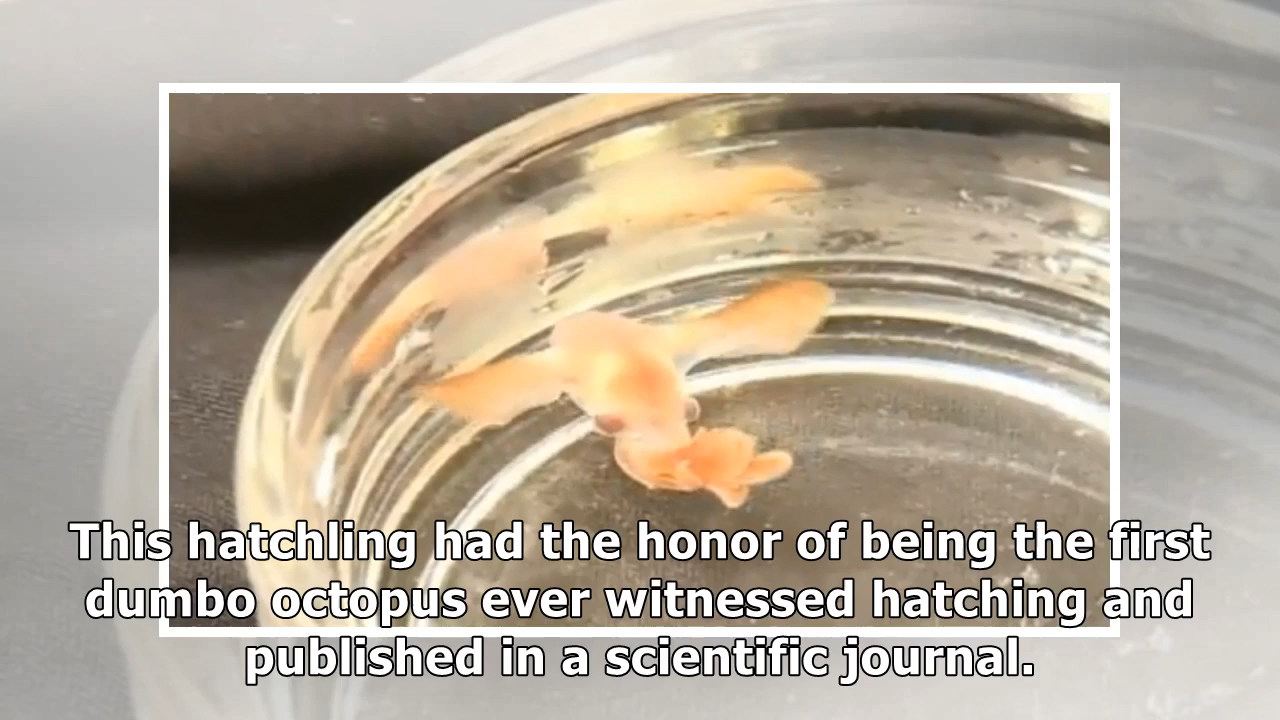 This hatchling had the honor of being the first
dumbo octopus ever witnessed hatching and
published in a scientific journal.